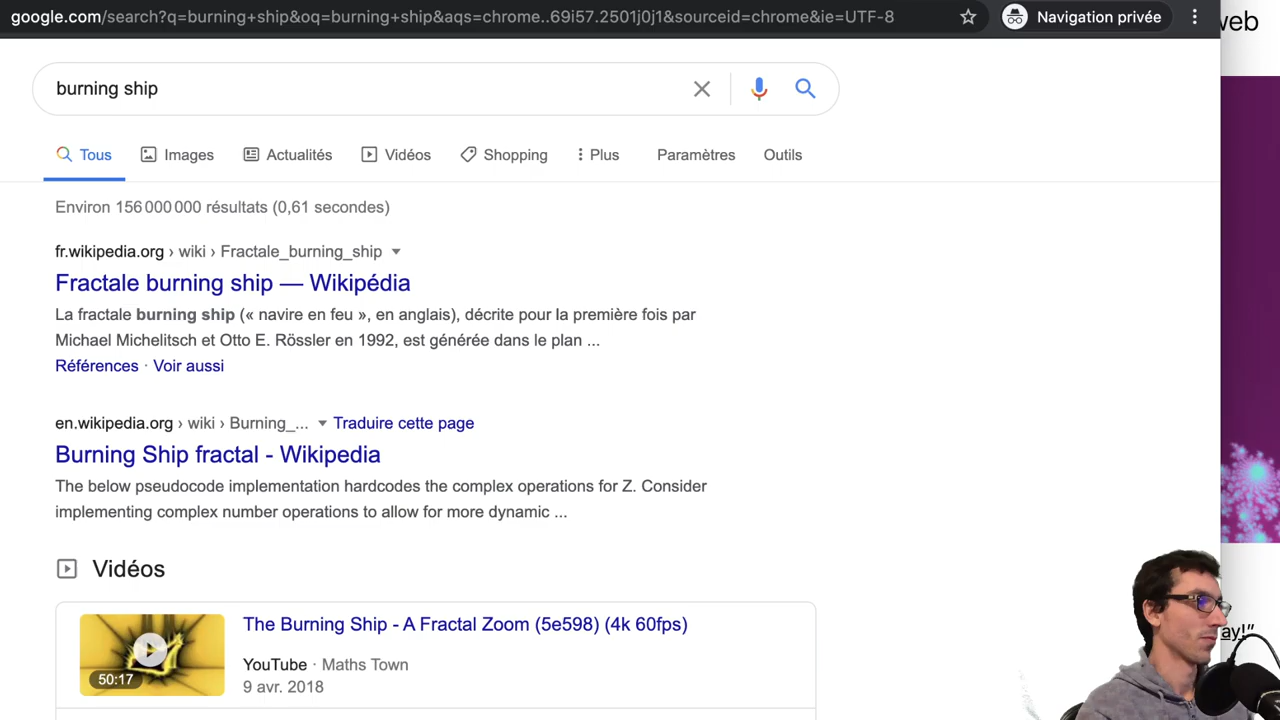 google.com/search?q=burning+ship&oq=burning+ship&aqs=chrome..69i57.2501j0j1&sourceid=chrome&ie=UTF-8 Navigation privée
web
burning ship
Tous Images Actualités Vidéos Shopping Plus Paramètres Outils
Environ 156 000 000 résultats (0,61 secondes)
fr.wikipedia.org › wiki › Fractale_burning_ship
Fractale burning ship — Wikipédia
La fractale burning ship (« navire en feu », en anglais), décrite pour la première fois par
Michael Michelitsch et Otto E. Rössler en 1992, est générée dans le plan ...
Références · Voir aussi
en.wikipedia.org › wiki › Burning_... Traduire cette page
Burning Ship fractal - Wikipedia
The below pseudocode implementation hardcodes the complex operations for Z. Consider
implementing complex number operations to allow for more dynamic ...
Vidéos
The Burning Ship - A Fractal Zoom (5e598) (4k 60fps)
YouTube · Maths Town
50:17
9 avr. 2018
ay!”